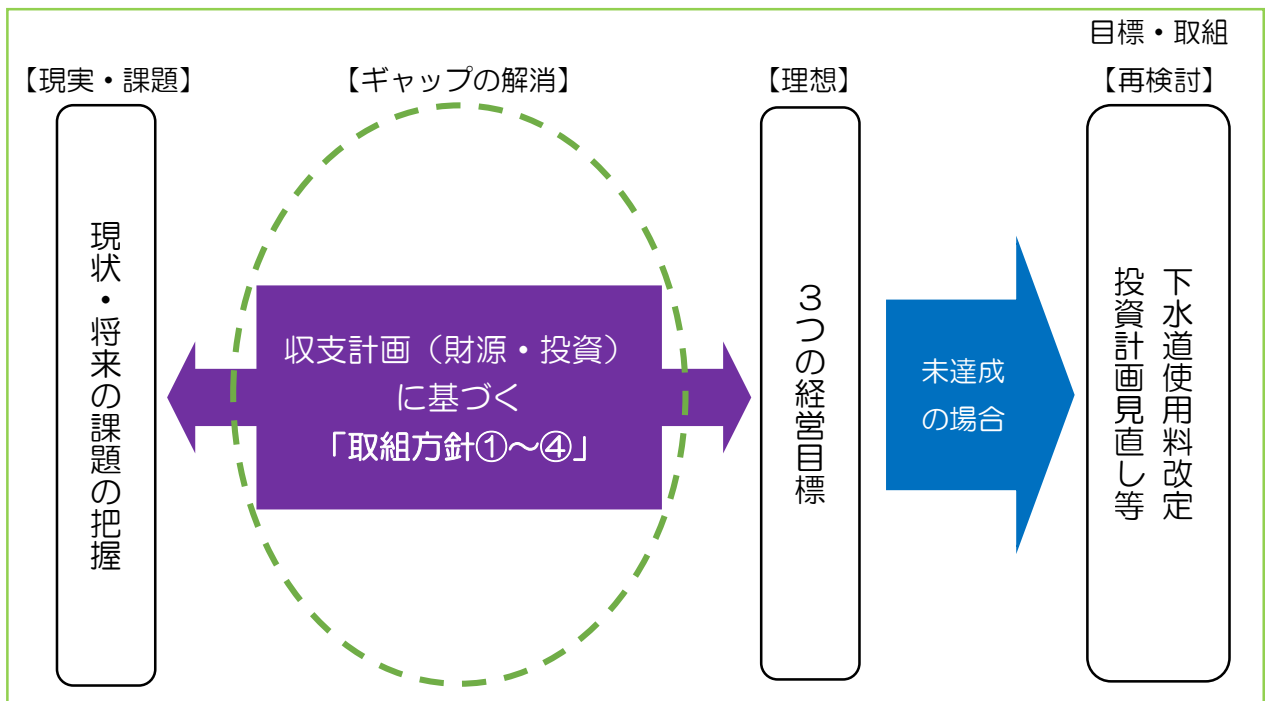 目標・取組
【現実・課題】
【ギャップの解消】
【理想】
【再検討】
現状・将来の課題の把握
収支計画（財源・投資）
に基づく
「取組方針①～④」
３つの経営目標
未達成
の場合
下水道使用料改定
投資計画見直し等